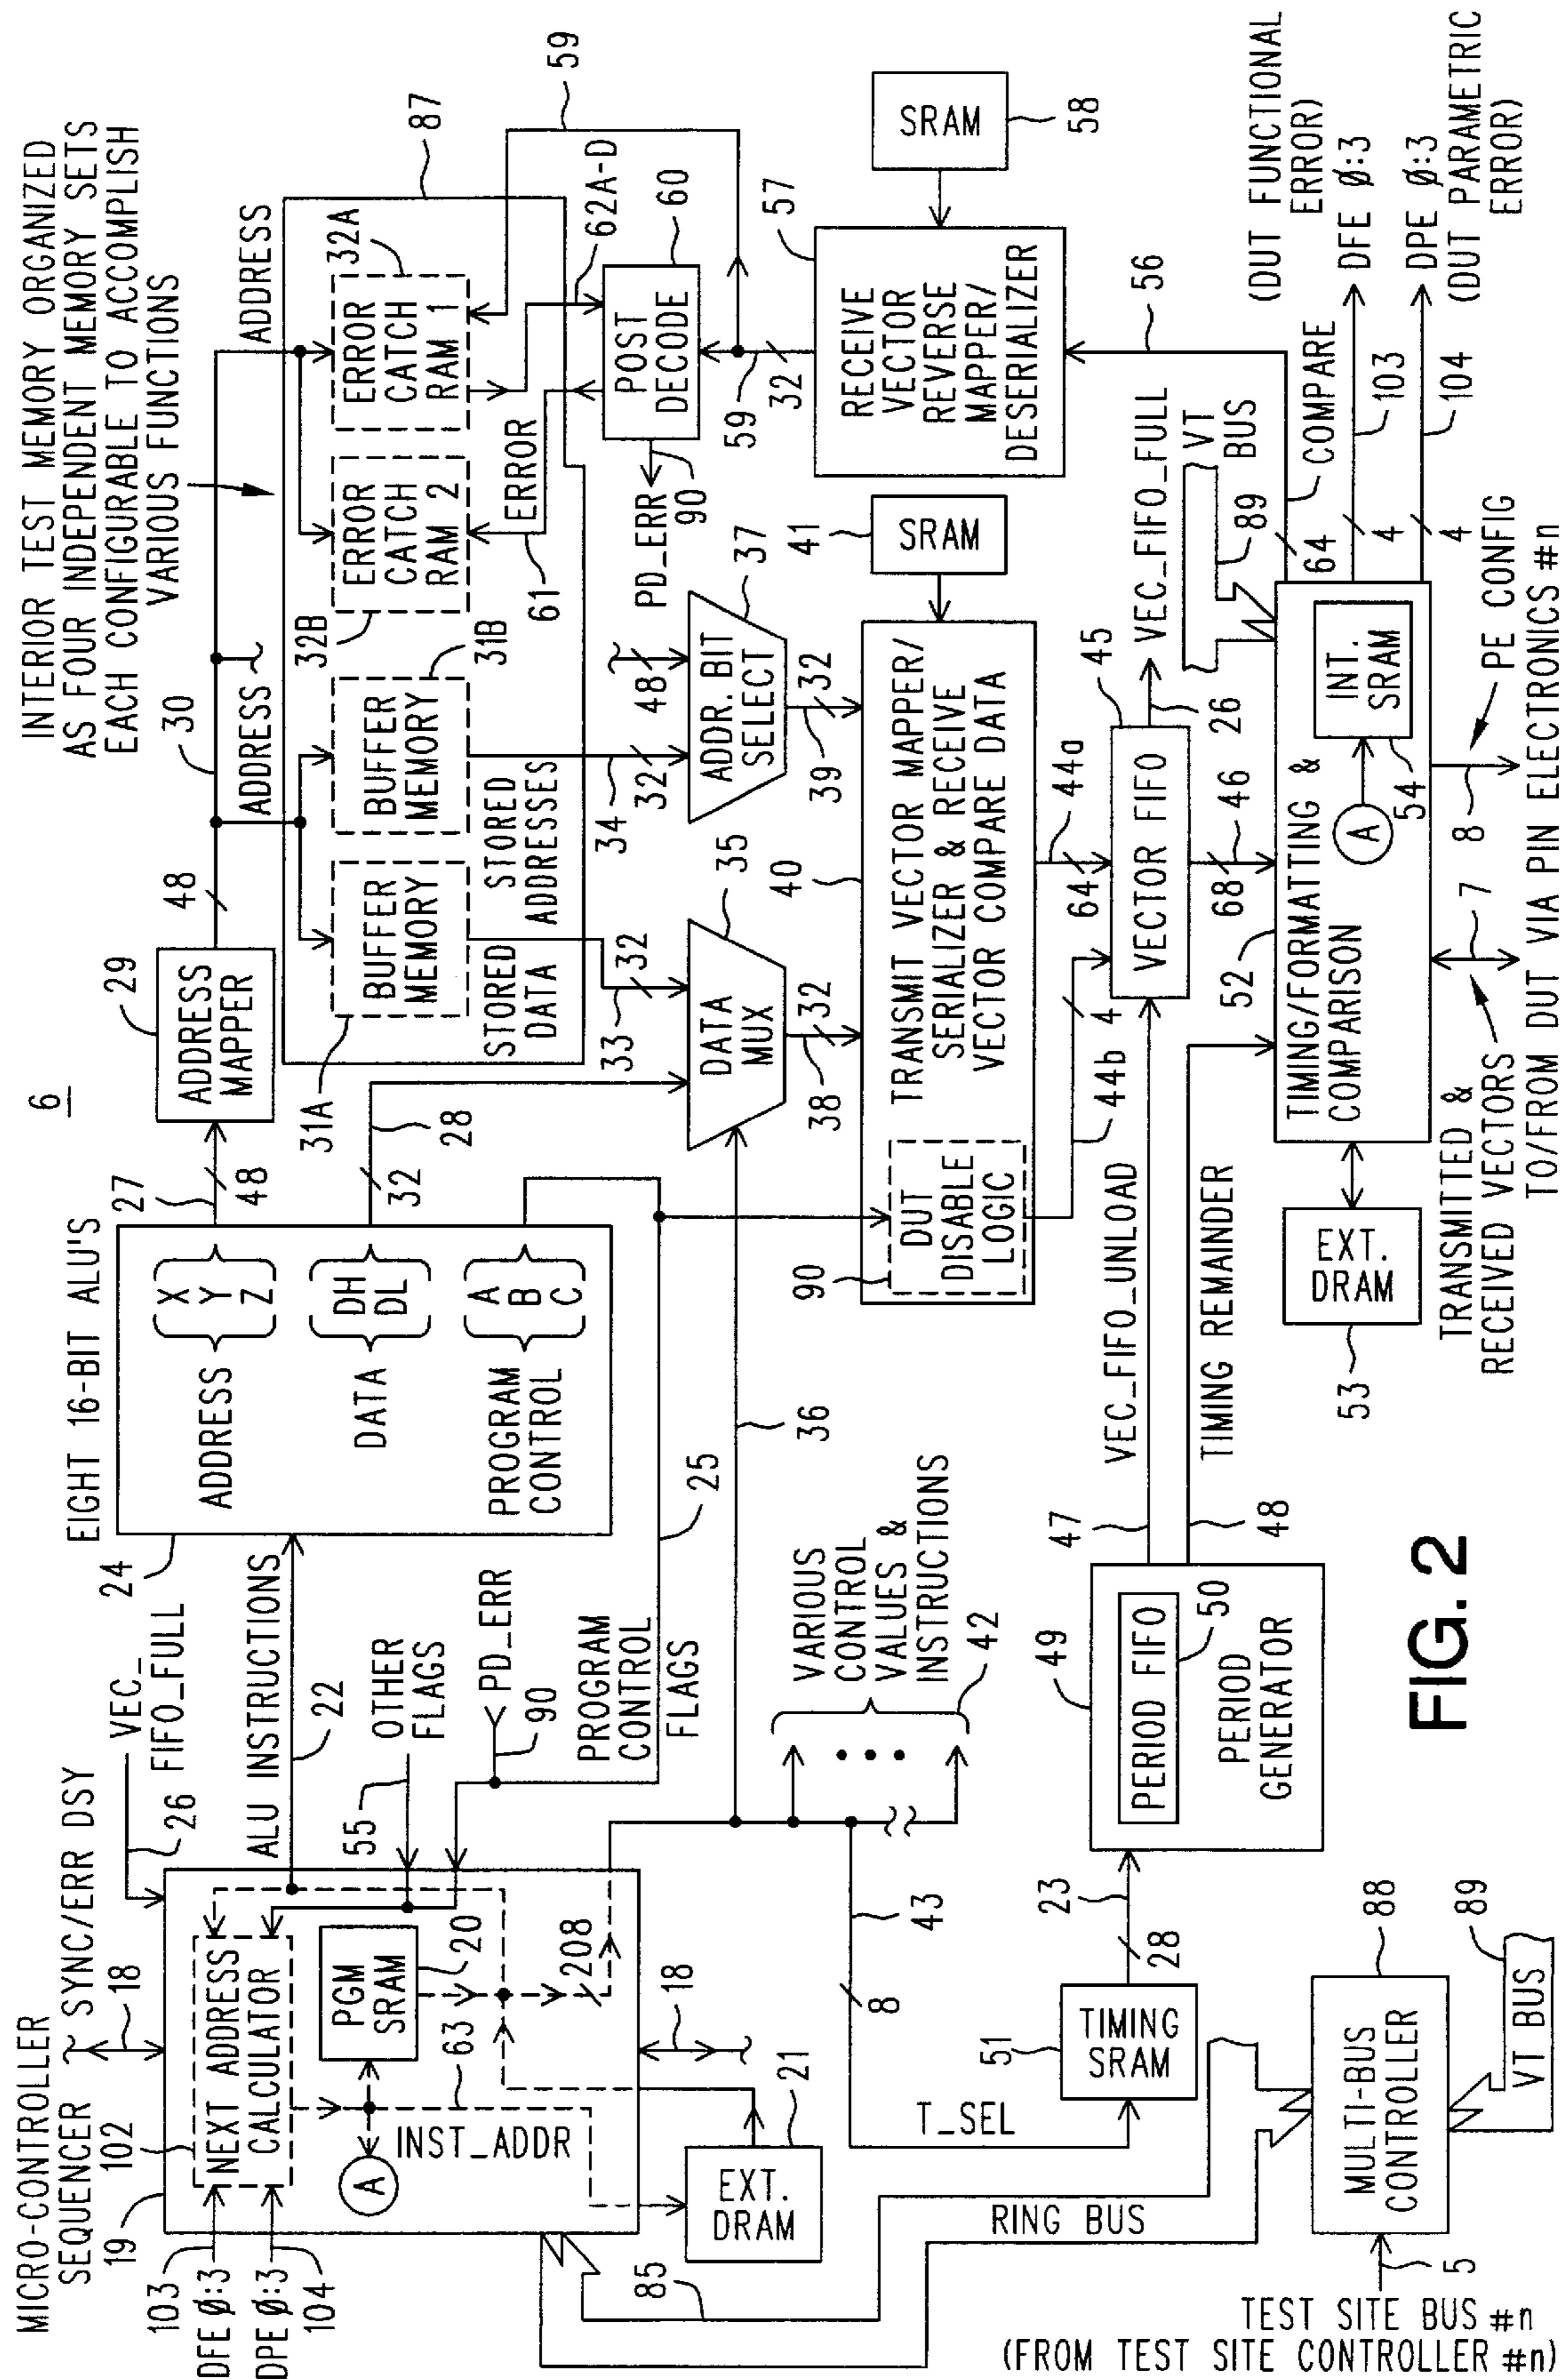 6
INTERIOR TEST MEMORY ORGANIZED
AS FOUR INDEPENDENT MEMORY SETS
EACH CONFIGURABLE TO ACCOMPLISH
VARIOUS FUNCTIONS
MICRO-CONTROLLER
SEQUENCER
SYNC/ERR DSY
18
VEC_
FIFO_FULL
26
102
19
103
DFE Ø:3
DPE Ø:3
104
NEXT ADDRESS
CALCULATOR
PGM
SRAM
20
A
INST_ADDR
63
208
18
EXT.
DRAM
21
ALU INSTRUCTIONS
22
OTHER
FLAGS
55
PD_ERR
90
PROGRAM
CONTROL
FLAGS
25
EIGHT 16-BIT ALU'S
24
ADDRESS
X
Y
Z
DATA
DH
DL
PROGRAM
CONTROL
A
B
C
27
48
32
28
29
ADDRESS
MAPPER
48
30
ADDRESS
ADDRESS
31A
BUFFER
MEMORY
31B
BUFFER
MEMORY
32B
ERROR
CATCH
RAM 2
32A
ERROR
CATCH
RAM 1
87
59
STORED
DATA
STORED
ADDRESSES
33
32
34
32
48
61
ERROR
62A-D
POST
DECODE
60
PD_ERR
90
59
32
35
DATA
MUX
36
37
ADDR. BIT
SELECT
38
32
39
32
40
TRANSMIT VECTOR MAPPER/
SERIALIZER & RECEIVE
VECTOR COMPARE DATA
90
DUT
DISABLE
LOGIC
41
SRAM
57
RECEIVE
VECTOR
REVERSE
MAPPER/
DESERIALIZER
SRAM
58
VARIOUS
CONTROL
VALUES &
INSTRUCTIONS
42
43
8
T_SEL
44b
4
44a
64
VECTOR FIFO
45
26
VEC_FIFO_FULL
VT
BUS
89
68
46
56
VEC_FIFO_UNLOAD
47
TIMING REMAINDER
48
49
PERIOD FIFO
50
PERIOD
GENERATOR
23
28
51
TIMING
SRAM
52
TIMING/FORMATTING &
COMPARISON
A
INT.
SRAM
54
EXT.
DRAM
53
64
COMPARE
4
103
4
104
(DUT FUNCTIONAL
ERROR)
DFE Ø:3
DPE Ø:3
(DUT PARAMETRIC
ERROR)
7
8
PE CONFIG
TRANSMITTED &
RECEIVED VECTORS
TO/FROM DUT VIA PIN ELECTRONICS #n
RING BUS
85
MULTI-BUS
CONTROLLER
88
89
VT BUS
5
TEST SITE BUS #n
(FROM TEST SITE CONTROLLER #n)
FIG. 2